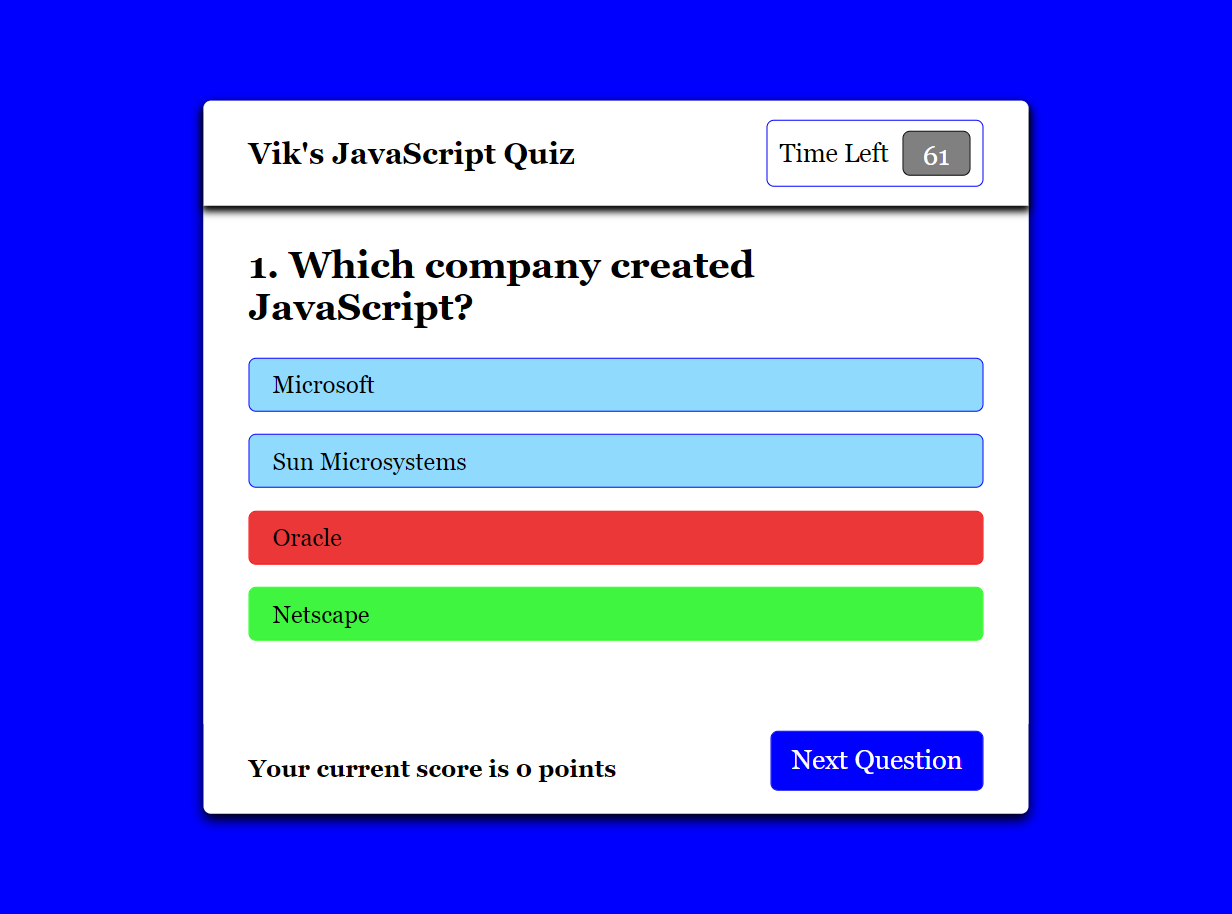 Vik's JavaScript Quiz
Time Left 61
1. Which company created
JavaScript?
Microsoft
Sun Microsystems
Oracle
Netscape
Your current score is 0 points
Next Question